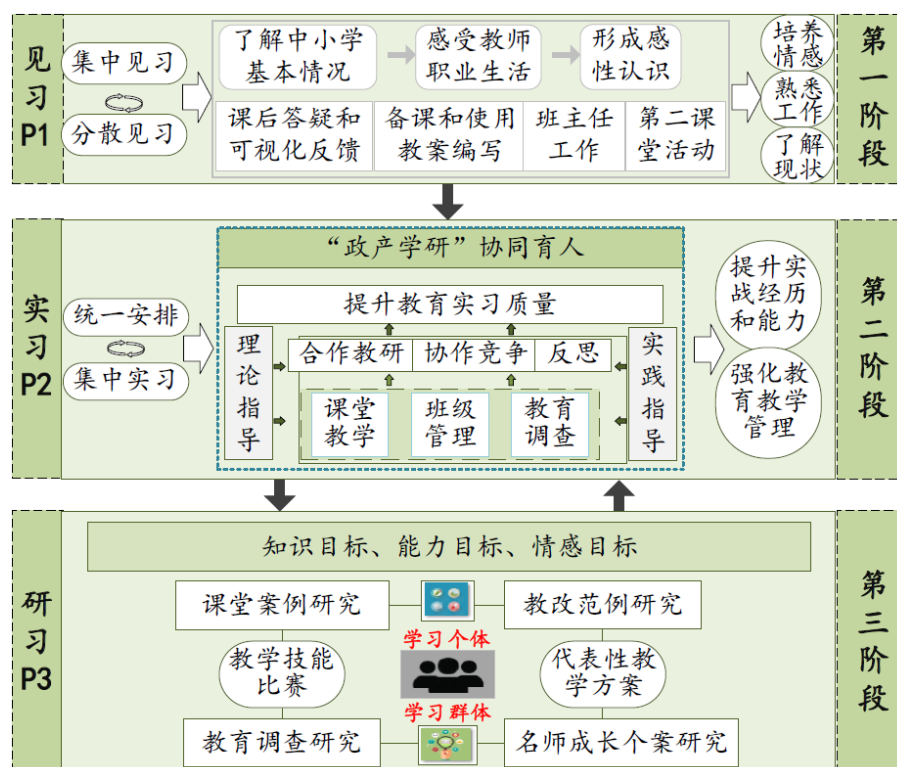 见习P1
集中见习
分散见习
了解中小学
基本情况
感受教师
职业生活
形成感
性认识
课后答疑和
可视化反馈
备课和使用
教案编写
班主任
工作
第二课
堂活动
培养
情感
熟悉
工作
了解
现状
第一阶段
实习P2
统一安排
集中实习
“政产学研”协同育人
提升教育实习质量
理论指导
合作教研
协作竞争
反思
课堂
教学
班级
管理
教育
调查
实践指导
提升实
战经历
和能力
强化教
育教学
管理
第二阶段
研习P3
知识目标、能力目标、情感目标
课堂案例研究
教改范例研究
学习个体
教学技能
比赛
代表性教
学方案
学习群体
教育调查研究
名师成长个案研究
第三阶段